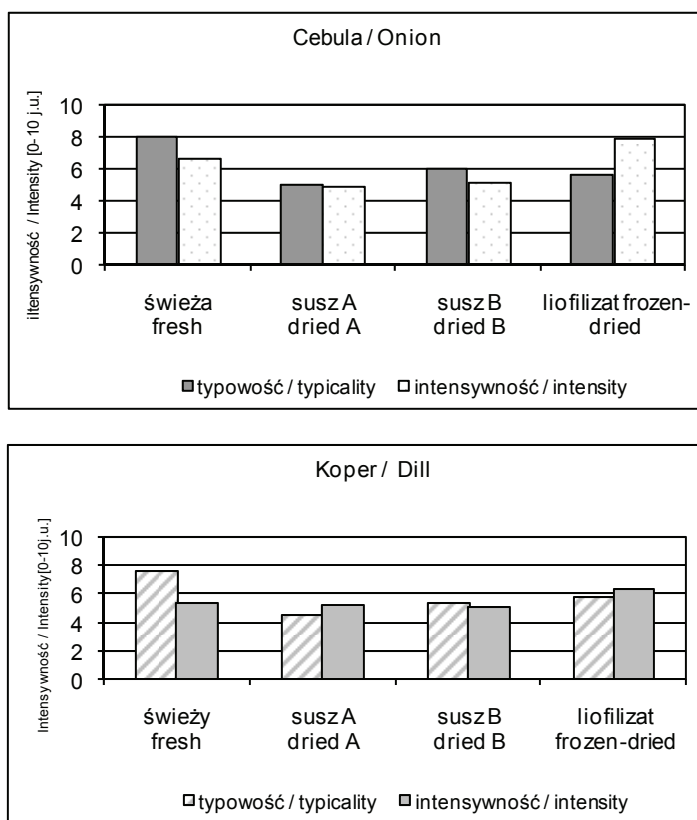 Cebula / Onion
iItensywność / Intensity [0-10 j.u.]
10
8
6
4
2
0
świeża
fresh
susz A
dried A
susz B
dried B
liofilizat frozen-
dried
typowość / typicality
intensywność / intensity
Koper / Dill
Intensywność / Intensity[0-10j.u.]
10
8
6
4
2
0
świeży
fresh
susz A
dried A
susz B
dried B
liofilizat
frozen-dried
typowość / typicality
intensywność / intensity